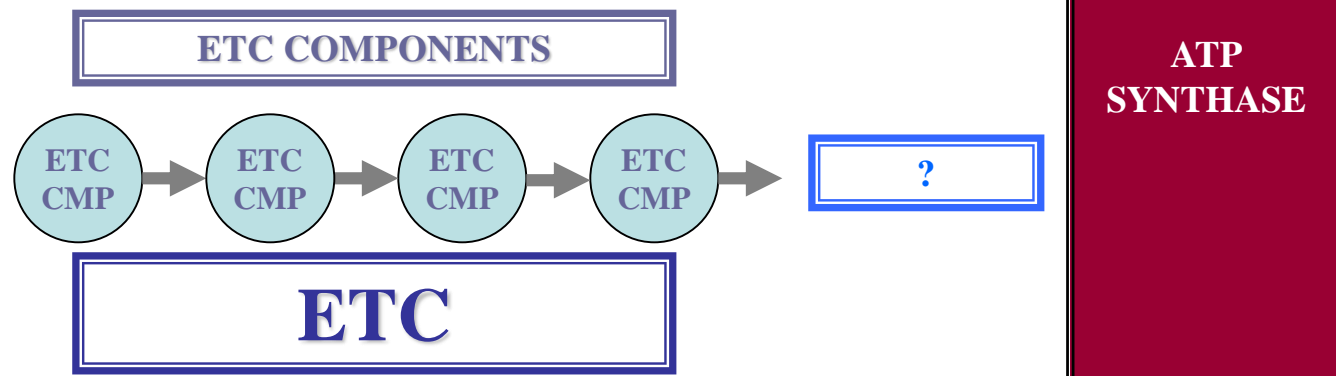 ETC COMPONENTS
ATP
SYNTHASE
ETC
CMP
ETC
CMP
ETC
CMP
ETC
CMP
?
ETC